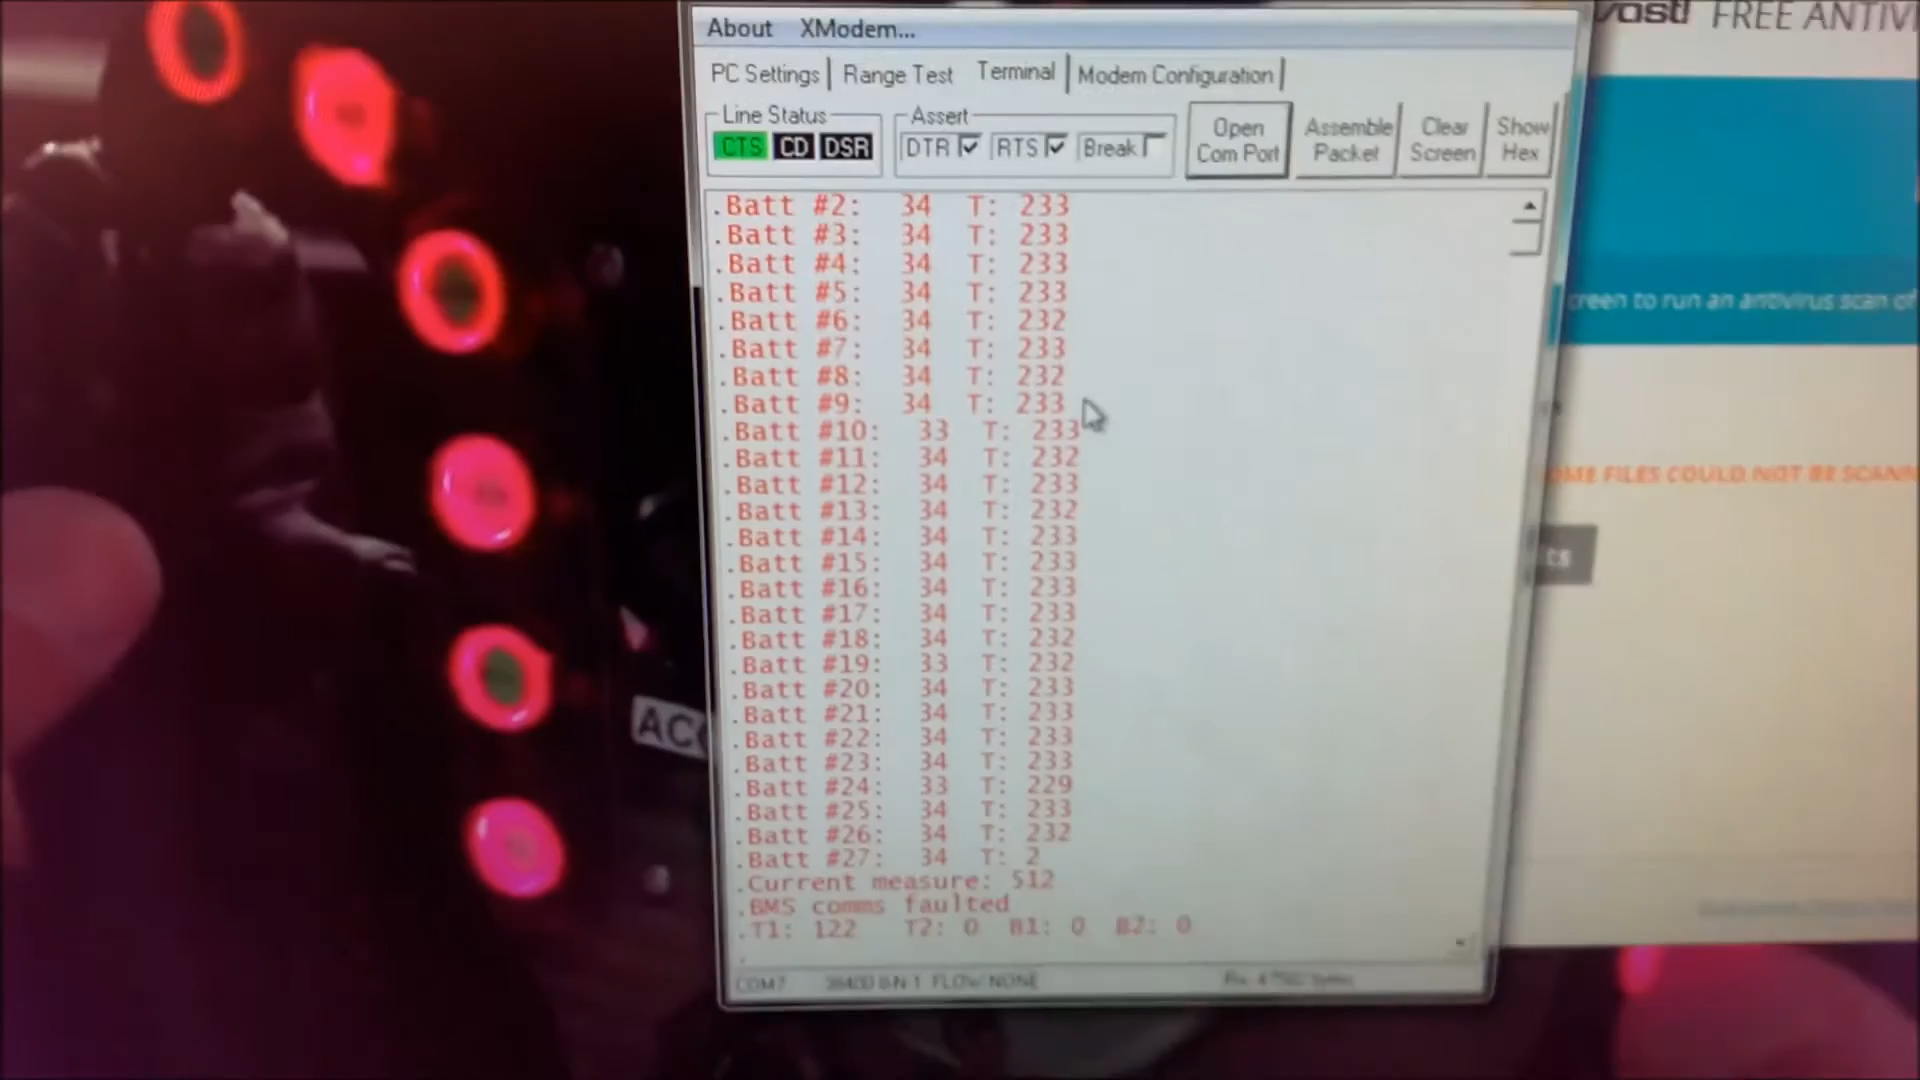 About XModem...
PC Settings Range Test Terminal Modem Configuration
Line Status
CTS CD DSR
Assert
DTR RTS Break
Open Com Port
Assemble Packet
Clear Screen
Show Hex
.Batt #2: 34 T: 233
.Batt #3: 34 T: 233
.Batt #4: 34 T: 233
.Batt #5: 34 T: 233
.Batt #6: 34 T: 232
.Batt #7: 34 T: 233
.Batt #8: 34 T: 232
.Batt #9: 34 T: 233
.Batt #10: 33 T: 233
.Batt #11: 34 T: 232
.Batt #12: 34 T: 233
.Batt #13: 34 T: 232
.Batt #14: 34 T: 233
.Batt #15: 34 T: 233
.Batt #16: 34 T: 233
.Batt #17: 34 T: 233
.Batt #18: 34 T: 232
.Batt #19: 33 T: 232
.Batt #20: 34 T: 233
.Batt #21: 34 T: 233
.Batt #22: 34 T: 233
.Batt #23: 34 T: 233
.Batt #24: 33 T: 229
.Batt #25: 34 T: 233
.Batt #26: 34 T: 232
.Batt #27: 34 T: 2
.Current measure: 512
.BMS comms faulted
.T1: 122 T2: 0 B1: 0 B2: 0
.
COM7 8-N-1 FLOW:NONE
FREE ANTIV
creen to run an antivirus scan of
OME FILES COULD NOT BE SCANN
ts
AC